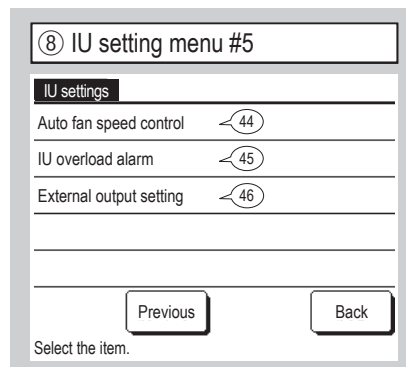 ⑧ IU setting menu #5
IU settings
Auto fan speed control 44
IU overload alarm 45
External output setting 46
Previous Back
Select the item.